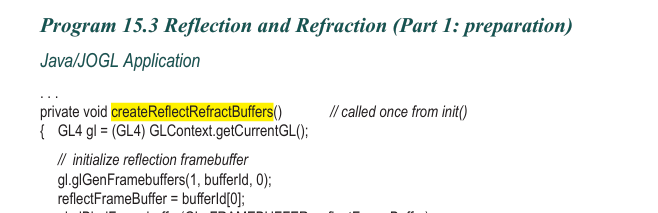 Program 15.3 Reflection and Refraction (Part 1: preparation)
Java/JOGL Application
. . .
private void createReflectRefractBuffers() // called once from init()
{ GL4 gl = (GL4) GLContext.getCurrentGL();
// initialize reflection framebuffer
gl.glGenFramebuffers(1, bufferId, 0);
reflectFrameBuffer = bufferId[0];